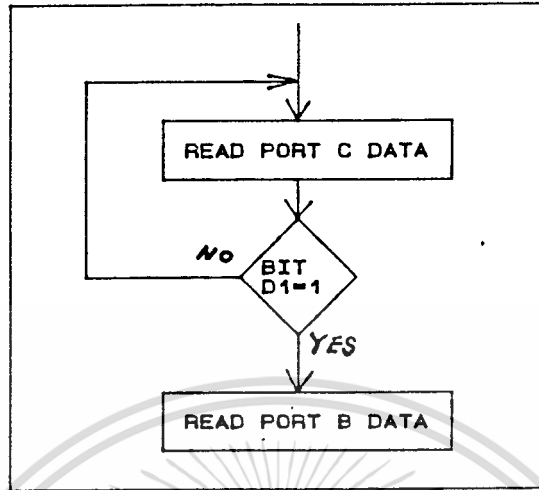 READ PORT C DATA
NO
BIT
D1=1
YES
READ PORT B DATA